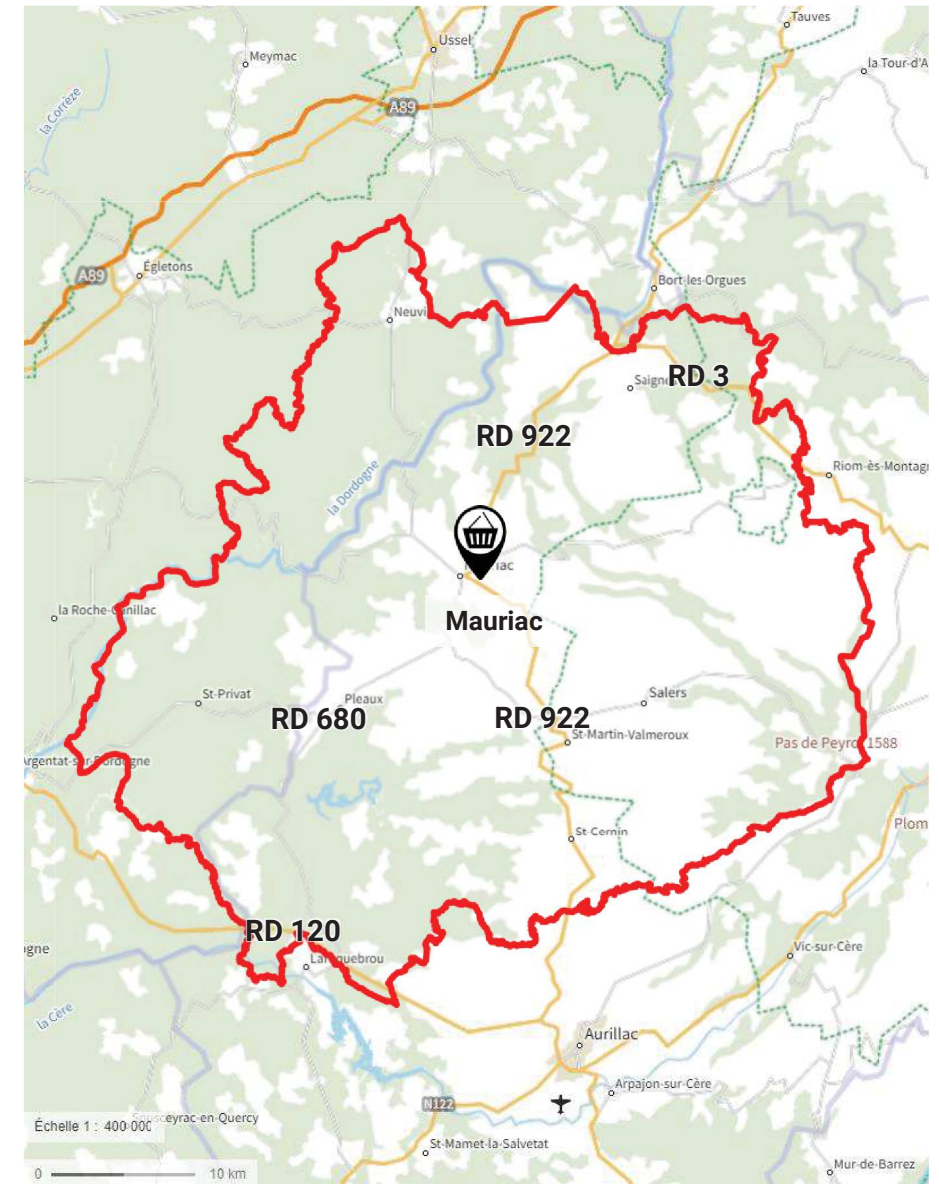 Tauves
Ussel
Meymac
la Tour-d'A
la Corrèze
A89
Égletons
A89
Bort-les-Orgues
Neuvi
Saigne
RD 3
RD 922
Riom-ès-Montagn
la Dordogne
Mauriac
la Roche-Canillac
St-Privat
Pleaux
Salers
RD 680
RD 922
St-Martin-Valmeroux
Pas de Peyrol 1588
Argentat-sur-Dordogne
St-Cernin
Plom
RD 120
ogne
Laroquebrou
Vic-sur-Cère
la Cère
Aurillac
Arpajon-sur-Cère
N122
Échelle 1 : 400 000
Sousceyrac-en-Quercy
St-Mamet-la-Salvetat
0 10 km
Mur-de-Barrez